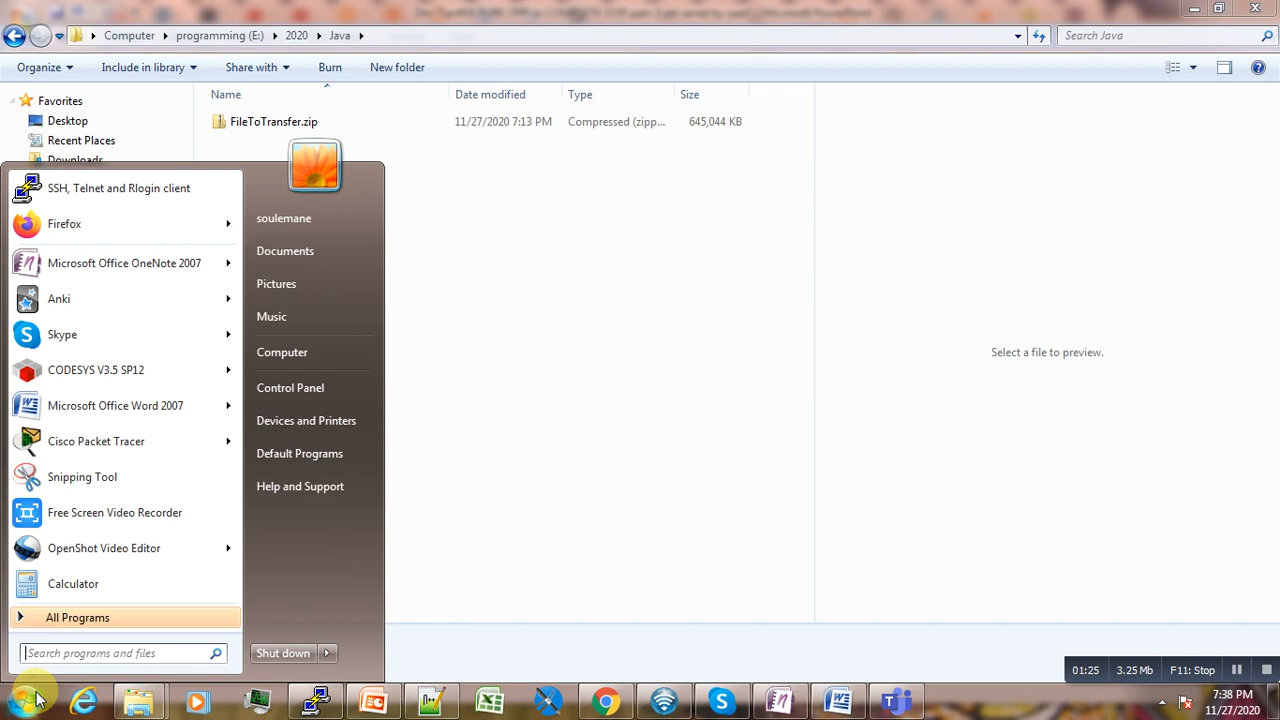 Computer programming (E:) 2020 Java
Search Java
Organize Include in library Share with Burn New folder
Favorites
Desktop
Recent Places
Downloads
Name Date modified Type Size
FileToTransfer.zip 11/27/2020 7:13 PM Compressed (zipp... 645,044 KB
Select a file to preview.
SSH, Telnet and Rlogin client
Firefox
Microsoft Office OneNote 2007
Anki
Skype
CODESYS V3.5 SP12
Microsoft Office Word 2007
Cisco Packet Tracer
Snipping Tool
Free Screen Video Recorder
OpenShot Video Editor
Calculator
All Programs
Search programs and files
soulemane
Documents
Pictures
Music
Computer
Control Panel
Devices and Printers
Default Programs
Help and Support
Shut down
01:25 3.25 Mb F11: Stop
7:38 PM
11/27/2020